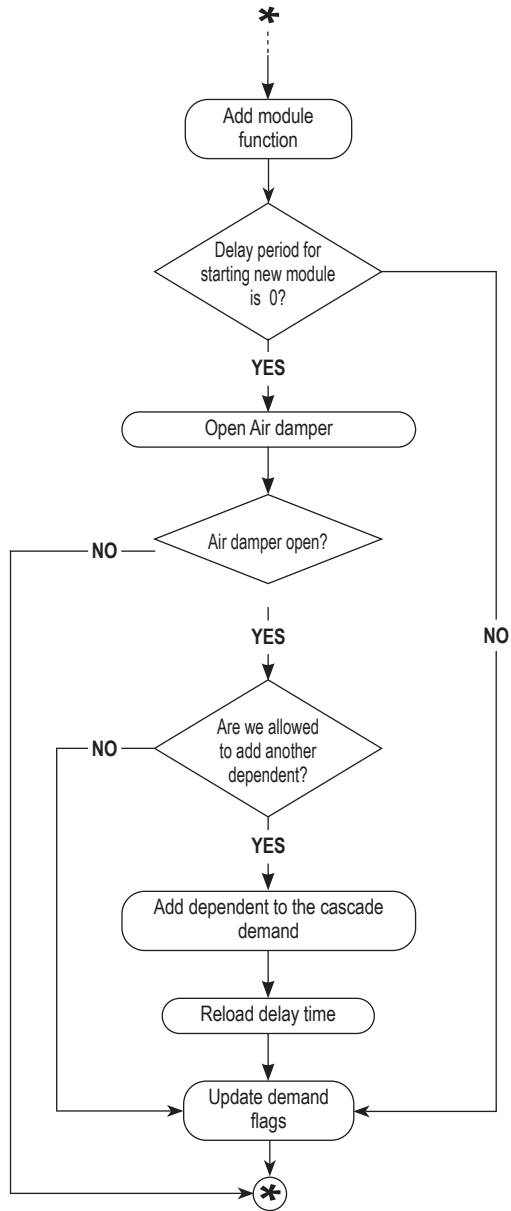 *
Add module
function
Delay period for
starting new module
is 0?
YES
Open Air damper
Air damper open?
NO
YES
NO
Are we allowed
to add another
dependent?
NO
YES
Add dependent to the cascade
demand
Reload delay time
Update demand
flags
*